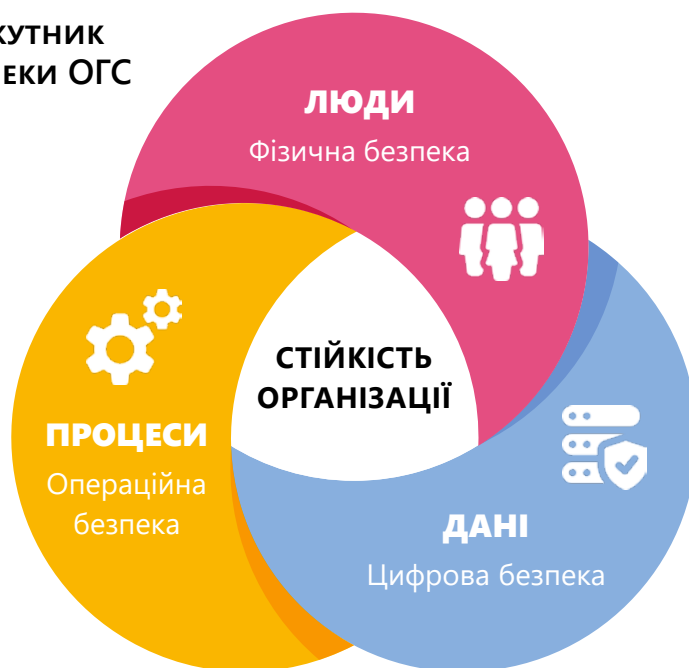 КУТНИК
ЕКИ ОГС
ЛЮДИ
Фізична безпека
СТІЙКІСТЬ
ОРГАНІЗАЦІЇ
ПРОЦЕСИ
Операційна
безпека
ДАНІ
Цифрова безпека